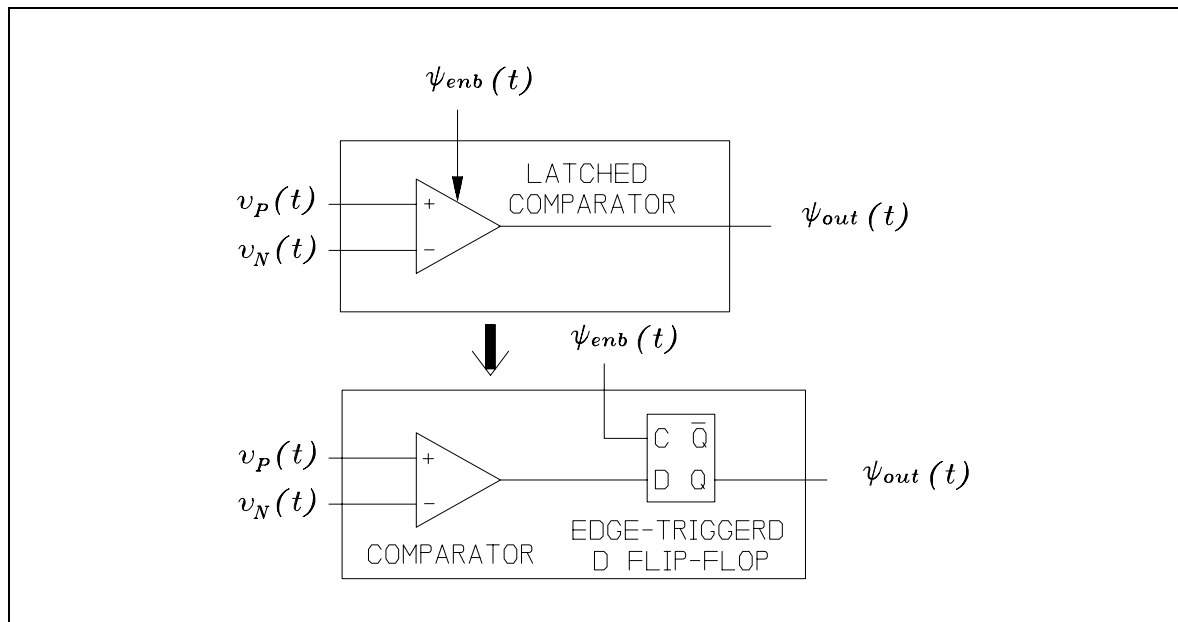 ψenb(t)
LATCHED
COMPARATOR
υP(t)
+
υN(t)
−
ψout(t)
ψenb(t)
υP(t)
+
υN(t)
−
C Q̅
D Q
ψout(t)
COMPARATOR
EDGE-TRIGGERD
D FLIP-FLOP